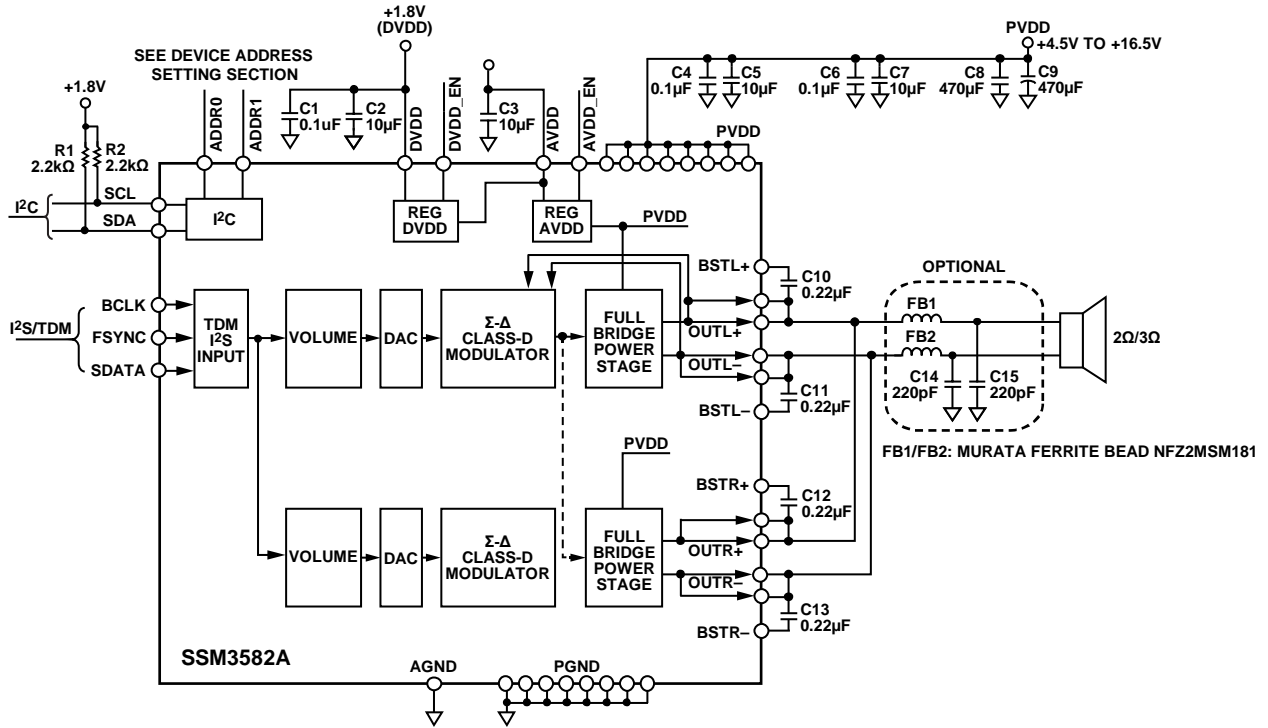 +1.8V
(DVDD)
PVDD
+4.5V TO +16.5V
SEE DEVICE ADDRESS
SETTING SECTION
+1.8V
R1
2.2kΩ
R2
2.2kΩ
ADDR0
ADDR1
C1
0.1uF
C2
10µF
DVDD
DVDD_EN
C3
10µF
AVDD
AVDD_EN
C4
0.1µF
C5
10µF
C6
0.1µF
C7
10µF
C8
470µF
C9
470µF
PVDD
I2C
SCL
SDA
I2C
REG
DVDD
REG
AVDD
PVDD
I2S/TDM
BCLK
FSYNC
SDATA
TDM
I2S
INPUT
VOLUME
DAC
Σ-Δ
CLASS-D
MODULATOR
FULL
BRIDGE
POWER
STAGE
BSTL+
C10
0.22µF
OUTL+
OUTL–
C11
0.22µF
BSTL–
OPTIONAL
FB1
FB2
C14
220pF
C15
220pF
2Ω/3Ω
FB1/FB2: MURATA FERRITE BEAD NFZ2MSM181
PVDD
VOLUME
DAC
Σ-Δ
CLASS-D
MODULATOR
FULL
BRIDGE
POWER
STAGE
BSTR+
C12
0.22µF
OUTR+
OUTR–
C13
0.22µF
BSTR–
SSM3582A
AGND
PGND